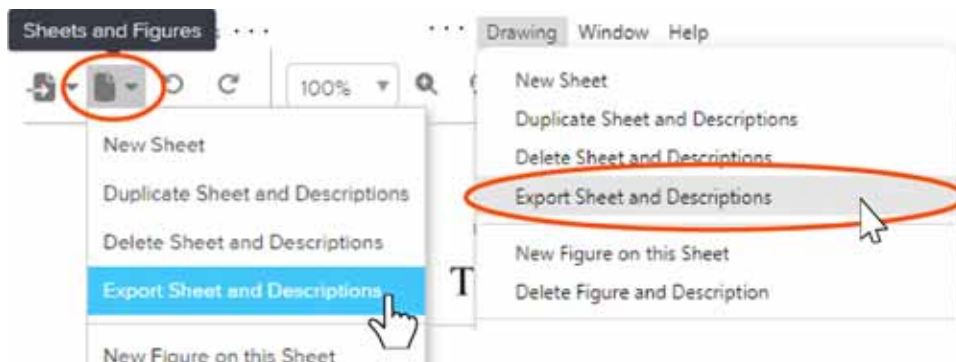 Sheets and Figures
100%
New Sheet
Duplicate Sheet and Descriptions
Delete Sheet and Descriptions
Export Sheet and Descriptions
New Figure on this Sheet
T
Drawing Window Help
New Sheet
Duplicate Sheet and Descriptions
Delete Sheet and Descriptions
Export Sheet and Descriptions
New Figure on this Sheet
Delete Figure and Description